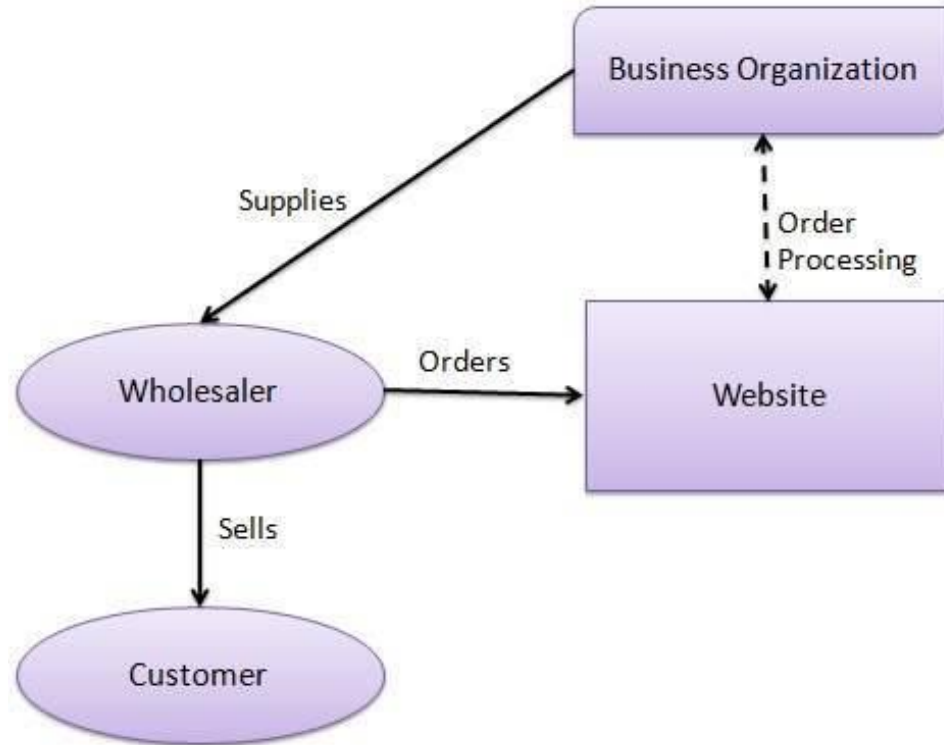 Business Organization
Supplies
Order
Processing
Orders
Wholesaler
Website
Sells
Customer